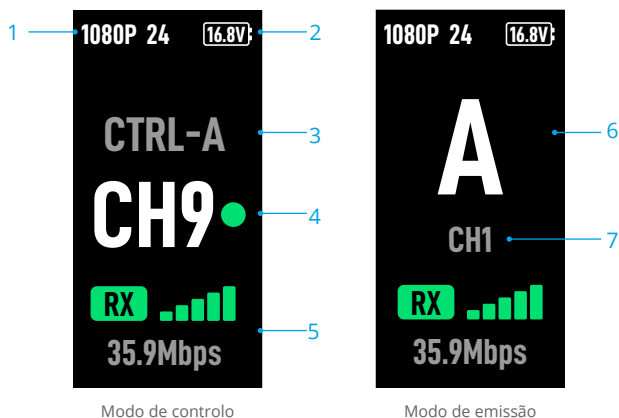 1 1080P 24 16.8V 2
CTRL-A 3
CH9 4
RX
5
35.9Mbps
Modo de controlo
1080P 24 16.8V
A 6
CH1 7
RX
35.9Mbps
Modo de emissão